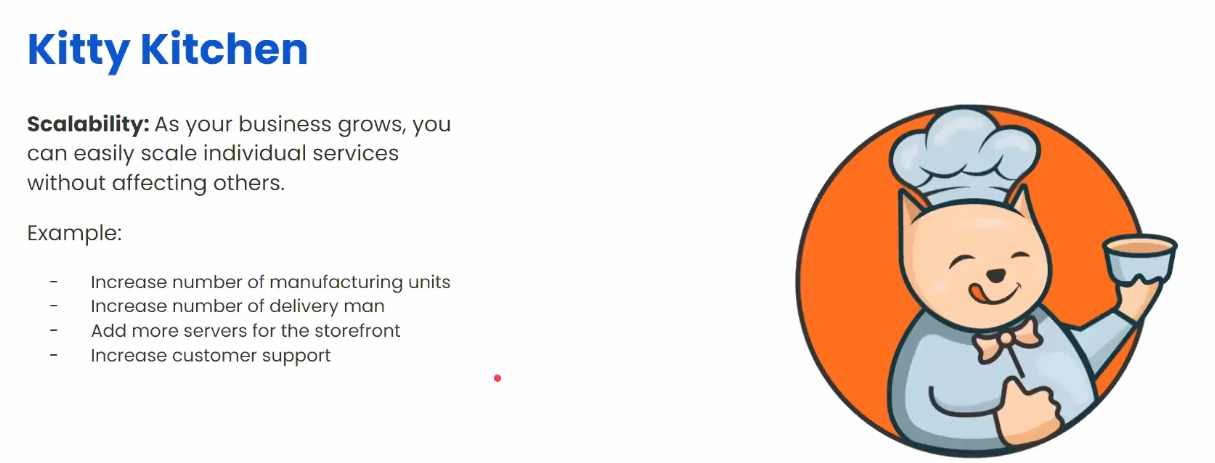 Kitty Kitchen
Scalability: As your business grows, you
can easily scale individual services
without affecting others.
Example:
- Increase number of manufacturing units
- Increase number of delivery man
- Add more servers for the storefront
- Increase customer support